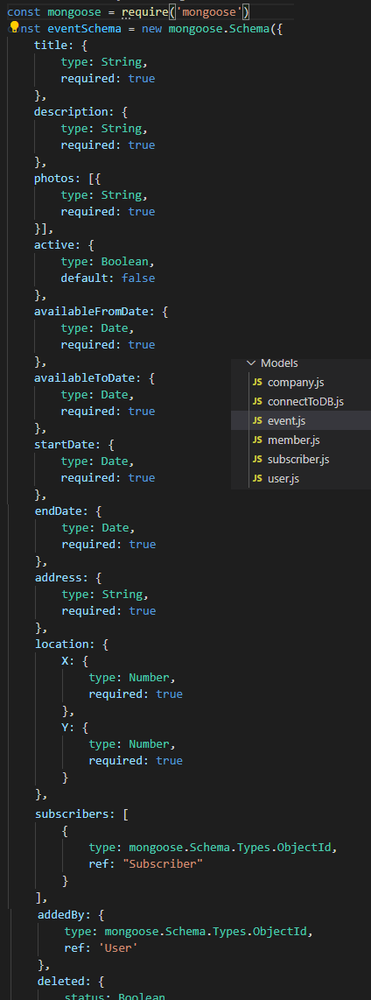 const mongoose = require('mongoose')
nst eventSchema = new mongoose.Schema({
title: {
type: String,
required: true
},
description: {
type: String,
required: true
},
photos: [{
type: String,
required: true
}],
active: {
type: Boolean,
default: false
},
availableFromDate: {
type: Date,
required: true
},
availableToDate: {
type: Date,
required: true
},
startDate: {
type: Date,
required: true
},
endDate: {
type: Date,
required: true
},
address: {
type: String,
required: true
},
location: {
X: {
type: Number,
required: true
},
Y: {
type: Number,
required: true
}
},
subscribers: [
{
type: mongoose.Schema.Types.ObjectId,
ref: "Subscriber"
}
],
addedBy: {
type: mongoose.Schema.Types.ObjectId,
ref: 'User'
},
deleted: {
status: Boolean
Models
JS company.js
JS connectToDB.js
JS event.js
JS member.js
JS subscriber.js
JS user.js